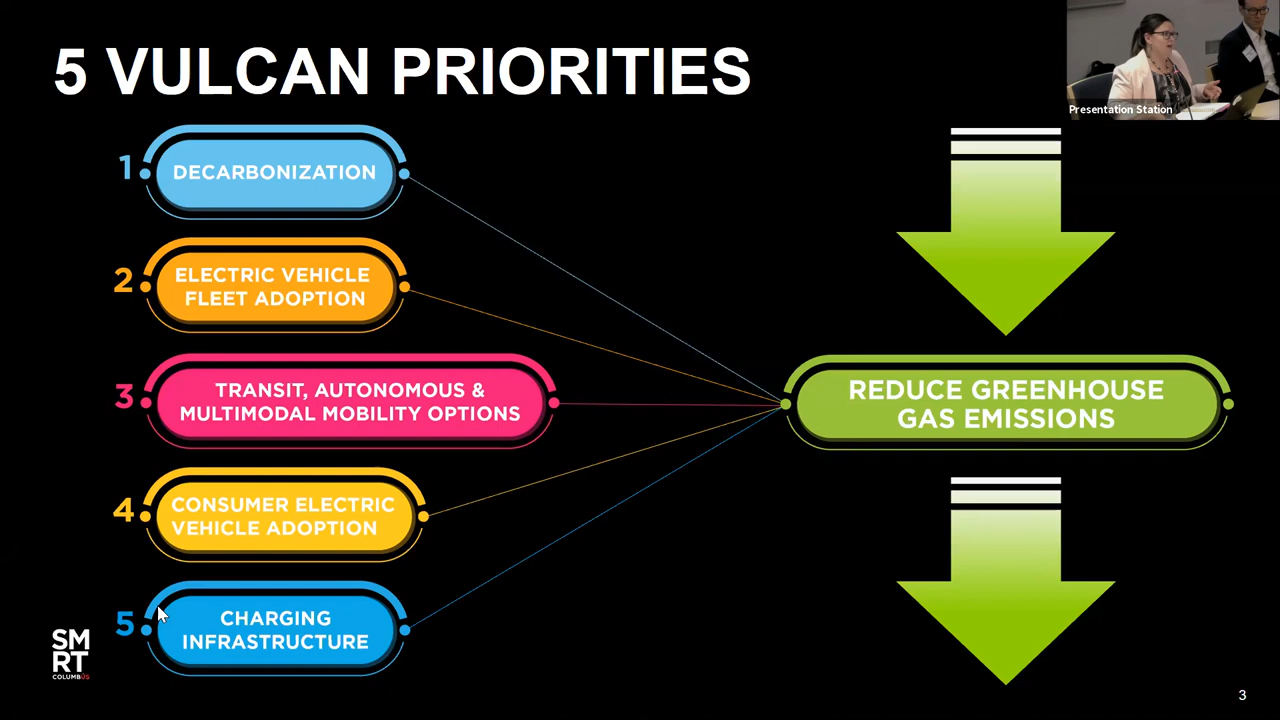 5 VULCAN PRIORITIES
Presentation Station
1
DECARBONIZATION
2
ELECTRIC VEHICLE
FLEET ADOPTION
3
TRANSIT, AUTONOMOUS &
MULTIMODAL MOBILITY OPTIONS
REDUCE GREENHOUSE
GAS EMISSIONS
4
CONSUMER ELECTRIC
VEHICLE ADOPTION
5
CHARGING
INFRASTRUCTURE
SM
RT
COLUMBUS
3